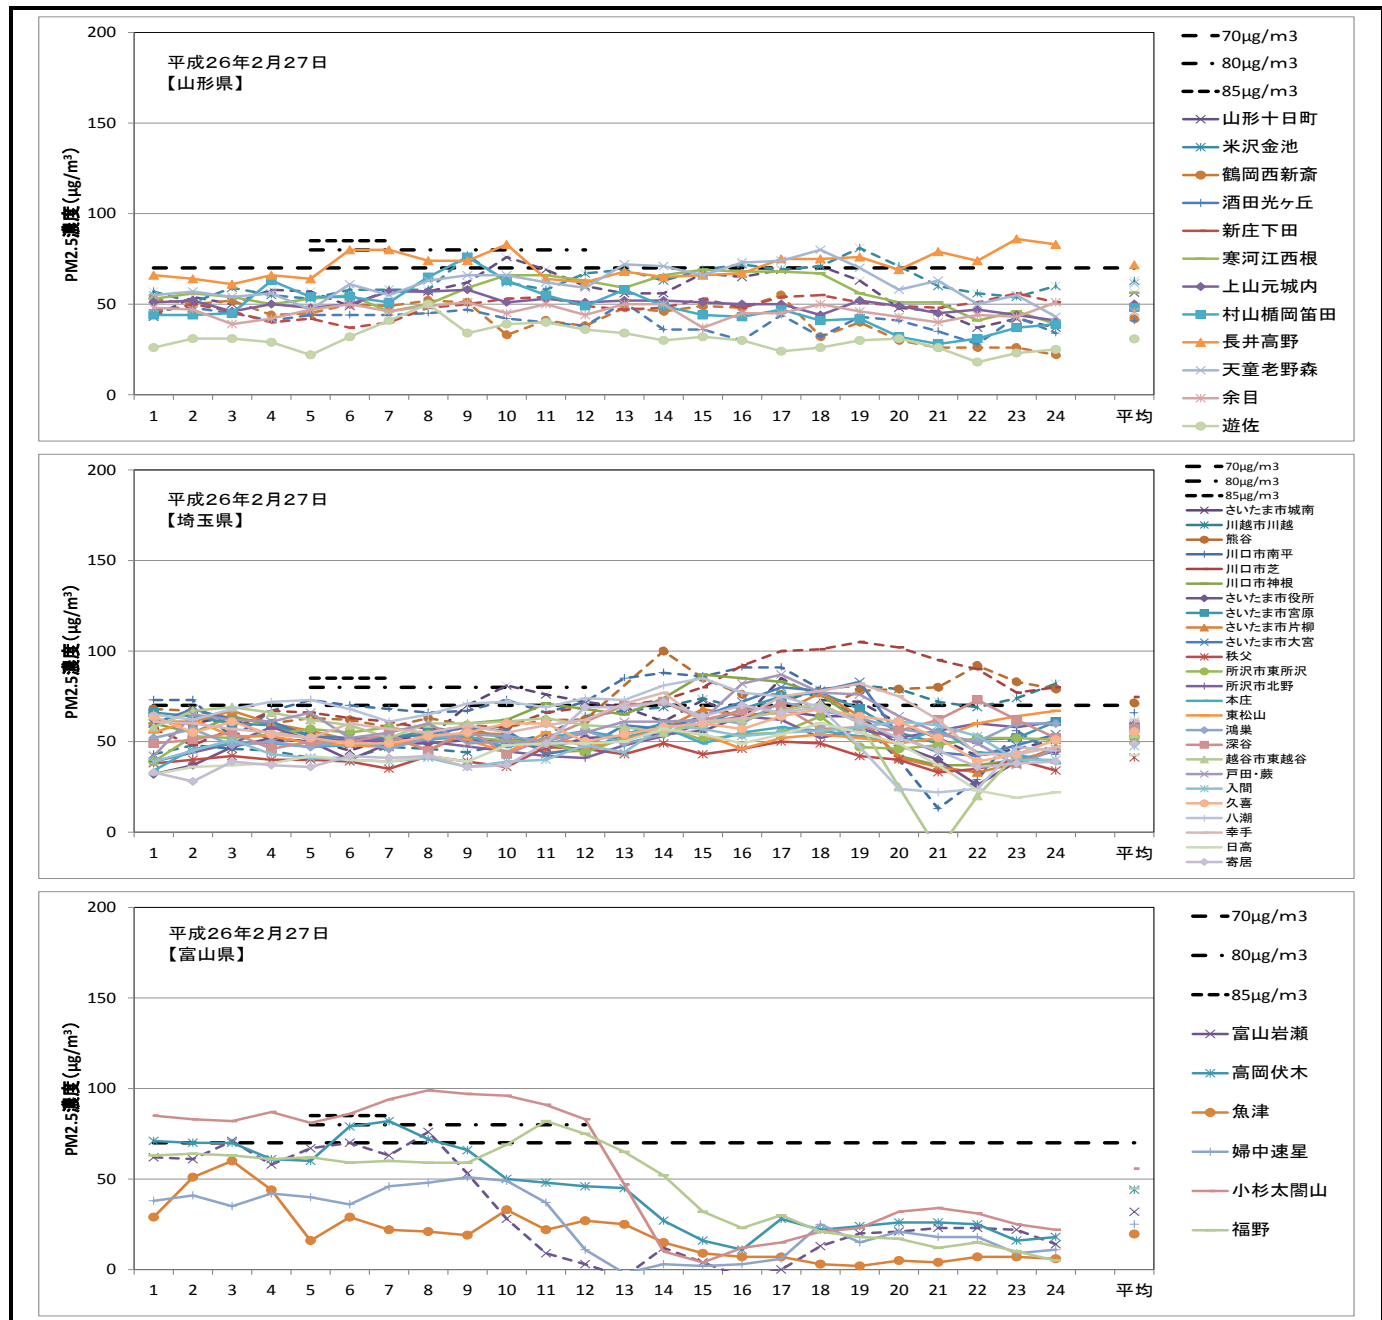 平成26年2月27日
【山形県】
PM2.5濃度(μg/m³)
200
150
100
50
0
1 2 3 4 5 6 7 8 9 10 11 12 13 14 15 16 17 18 19 20 21 22 23 24 平均
70μg/m3
80μg/m3
85μg/m3
山形十日町
米沢金池
鶴岡西新斎
酒田光ヶ丘
新庄下田
寒河江西根
上山元城内
村山楯岡笛田
長井高野
天童老野森
余目
遊佐
平成26年2月27日
【埼玉県】
PM2.5濃度(μg/m³)
200
150
100
50
0
1 2 3 4 5 6 7 8 9 10 11 12 13 14 15 16 17 18 19 20 21 22 23 24 平均
70μg/m3
80μg/m3
85μg/m3
さいたま市城南
川越市川越
熊谷
川口市南平
川口市芝
川口市神根
さいたま市役所
さいたま市宮原
さいたま市片柳
さいたま市大宮
秩父
所沢市東所沢
所沢市北野
本庄
東松山
鴻巣
深谷
越谷市東越谷
戸田・蕨
入間
久喜
八潮
幸手
日高
寄居
平成26年2月27日
【富山県】
PM2.5濃度(μg/m³)
200
150
100
50
0
1 2 3 4 5 6 7 8 9 10 11 12 13 14 15 16 17 18 19 20 21 22 23 24 平均
70μg/m3
80μg/m3
85μg/m3
富山岩瀬
高岡伏木
魚津
婦中速星
小杉太閤山
福野